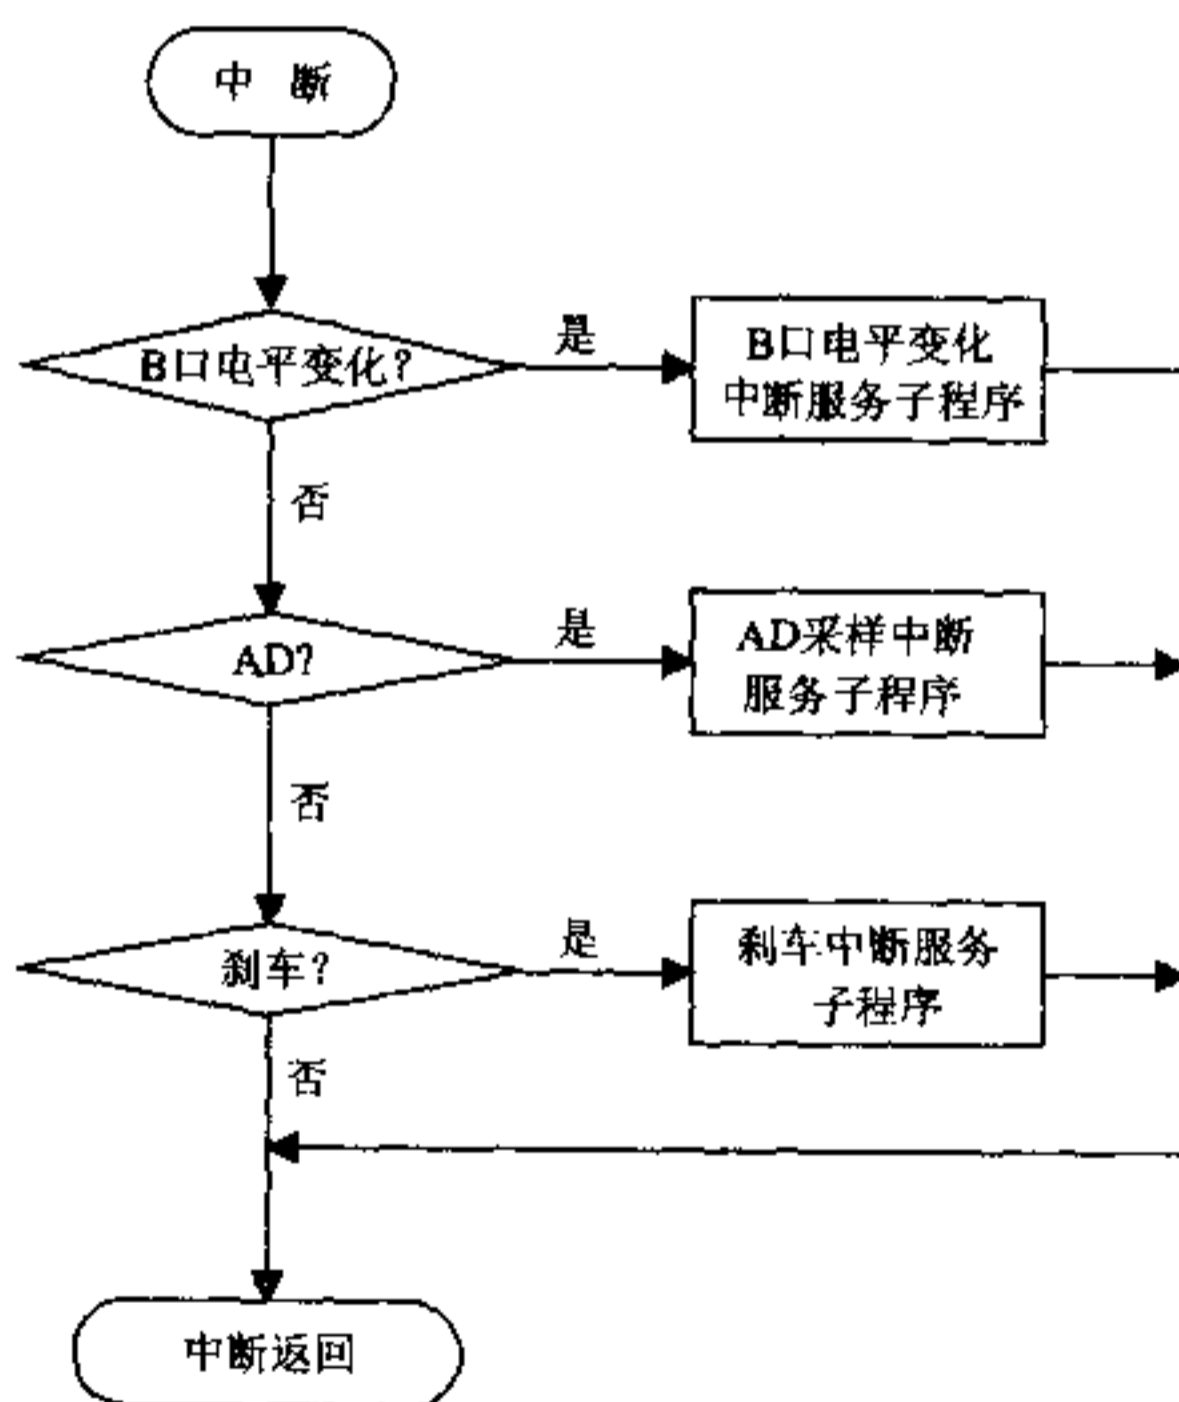 中 断
B口电平变化?
是
B口电平变化
中断服务子程序
否
AD?
是
AD采样中断
服务子程序
否
刹车?
是
刹车中断服务
子程序
否
中断返回